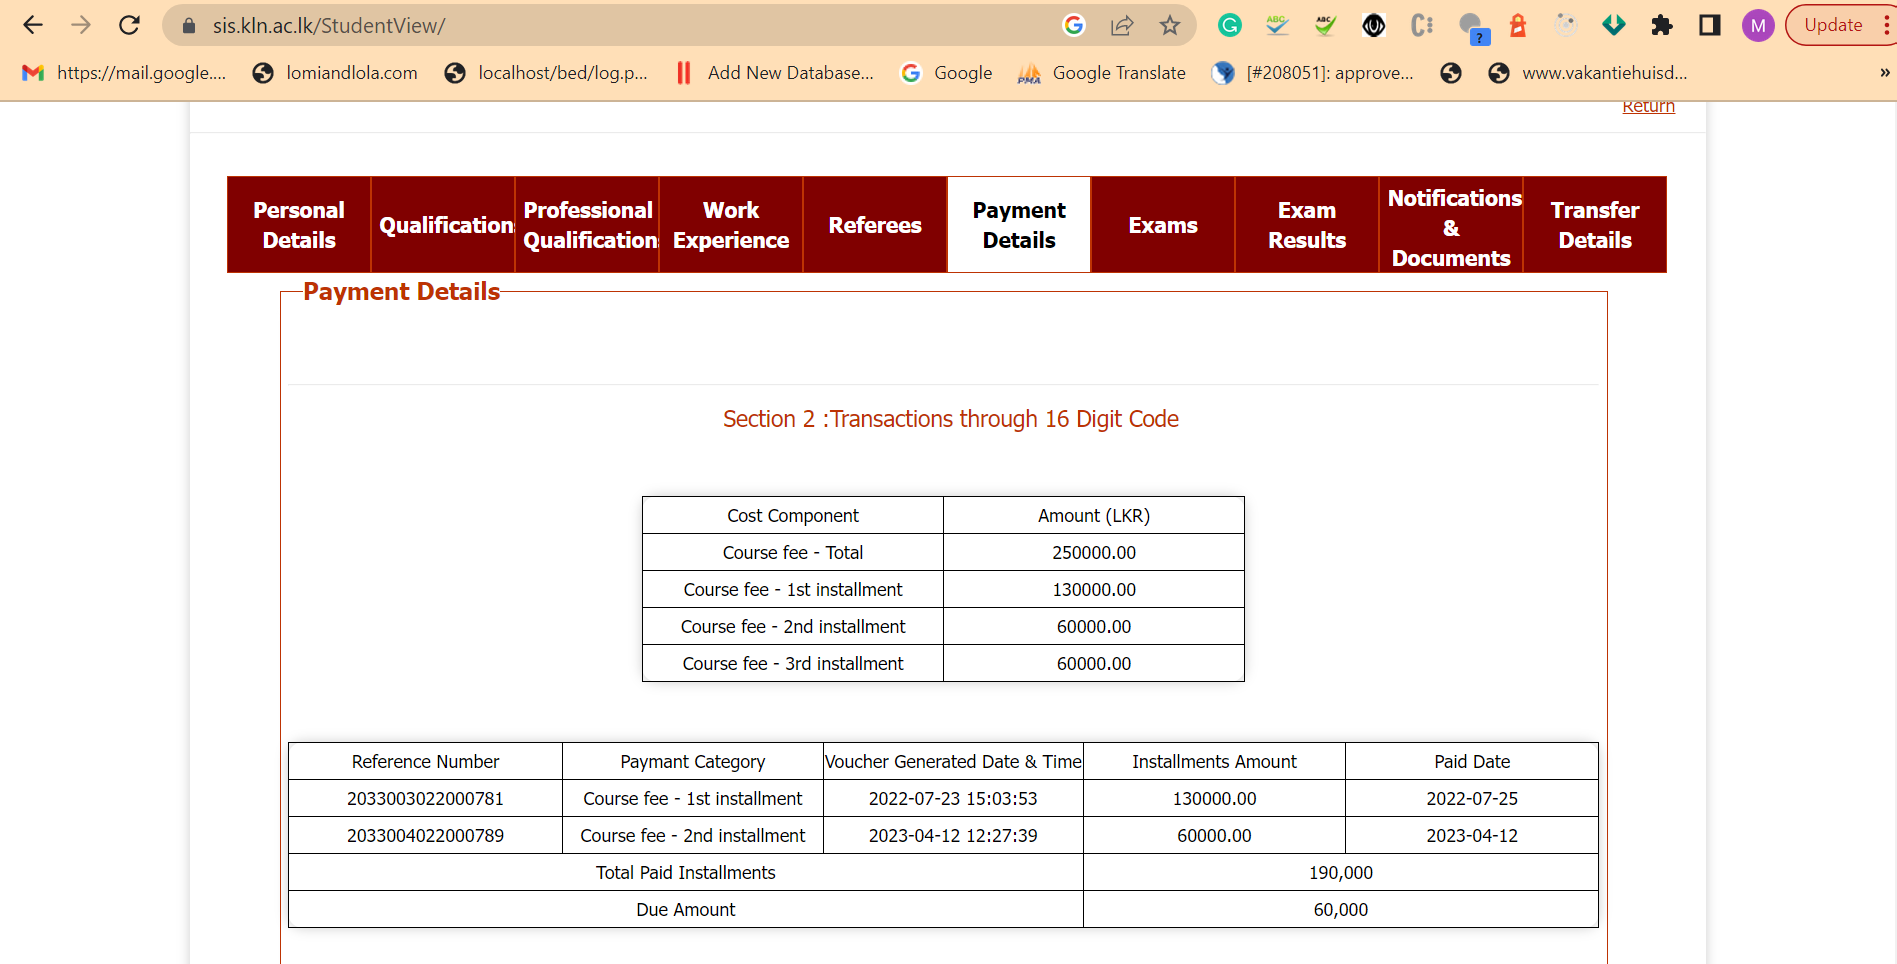 sis.kln.ac.lk/StudentView/
M
Update
https://mail.google....
lomiandlola.com
localhost/bed/log.p...
Add New Database...
Google
Google Translate
[#208051]: approve...
www.vakantiehuisd...
»
Return
Personal Details
Qualification
Professional Qualification
Work Experience
Referees
Payment Details
Exams
Exam Results
Notifications & Documents
Transfer Details
Payment Details
Section 2 :Transactions through 16 Digit Code
Cost Component Amount (LKR)
Course fee - Total 250000.00
Course fee - 1st installment 130000.00
Course fee - 2nd installment 60000.00
Course fee - 3rd installment 60000.00
Reference Number Paymant Category Voucher Generated Date & Time Installments Amount Paid Date
2033003022000781 Course fee - 1st installment 2022-07-23 15:03:53 130000.00 2022-07-25
2033004022000789 Course fee - 2nd installment 2023-04-12 12:27:39 60000.00 2023-04-12
Total Paid Installments 190,000
Due Amount 60,000